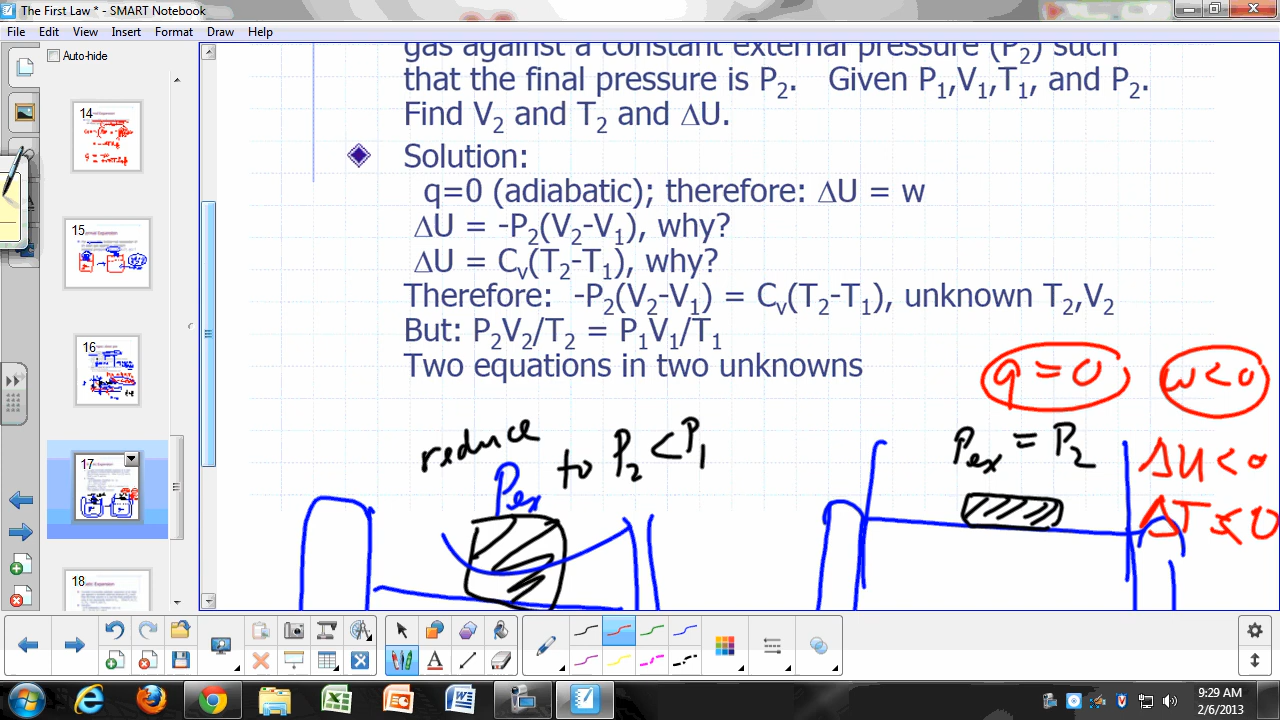 The First Law * - SMART Notebook
File Edit View Insert Format Draw Help
Auto-hide
14
15
16
17
18
gas against a constant external pressure (P₂) such
that the final pressure is P₂. Given P₁,V₁,T₁, and P₂.
Find V₂ and T₂ and ΔU.
Solution:
q=0 (adiabatic); therefore: ΔU = w
ΔU = -P₂(V₂-V₁), why?
ΔU = Cᵥ(T₂-T₁), why?
Therefore: -P₂(V₂-V₁) = Cᵥ(T₂-T₁), unknown T₂,V₂
But: P₂V₂/T₂ = P₁V₁/T₁
Two equations in two unknowns
q = 0 w<0
reduce to P₂ < P₁
Pex
Pex = P₂
ΔU<0
ΔT<0
A
9:29 AM
2/6/2013